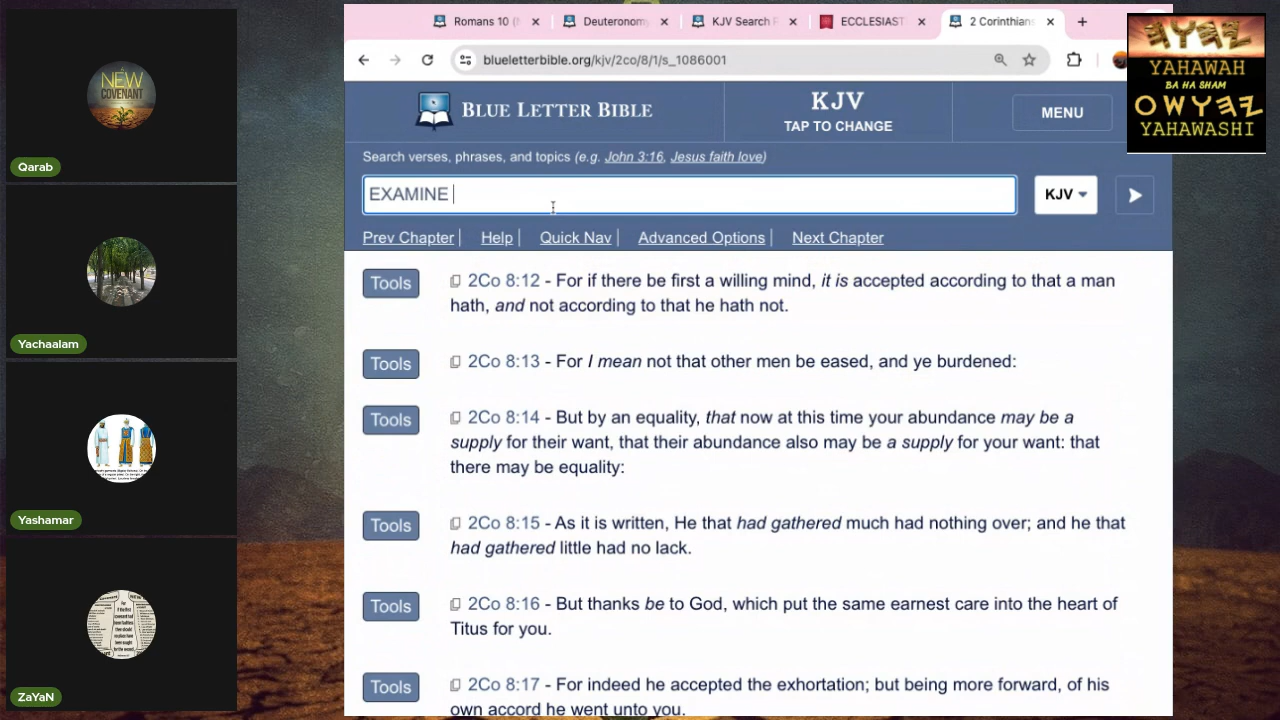 A
NEW
COVENANT
Qarab
Yachaalam
Yashamar
ZaYaN
Romans 10 (
Deuteronomy
KJV Search R
ECCLESIAST
2 Corinthians
blueletterbible.org/kjv/2co/8/1/s_1086001
BLUE LETTER BIBLE
KJV
TAP TO CHANGE
MENU
Search verses, phrases, and topics (e.g. John 3:16, Jesus faith love)
EXAMINE
KJV
Prev Chapter| Help| Quick Nav| Advanced Options| Next Chapter
Tools 2Co 8:12 - For if there be first a willing mind, it is accepted according to that a man
hath, and not according to that he hath not.
Tools 2Co 8:13 - For I mean not that other men be eased, and ye burdened:
Tools 2Co 8:14 - But by an equality, that now at this time your abundance may be a
supply for their want, that their abundance also may be a supply for your want: that
there may be equality:
Tools 2Co 8:15 - As it is written, He that had gathered much had nothing over; and he that
had gathered little had no lack.
Tools 2Co 8:16 - But thanks be to God, which put the same earnest care into the heart of
Titus for you.
Tools 2Co 8:17 - For indeed he accepted the exhortation; but being more forward, of his
own accord he went unto you.
YAHAWAH
BA HA SHAM
YAHAWASHI